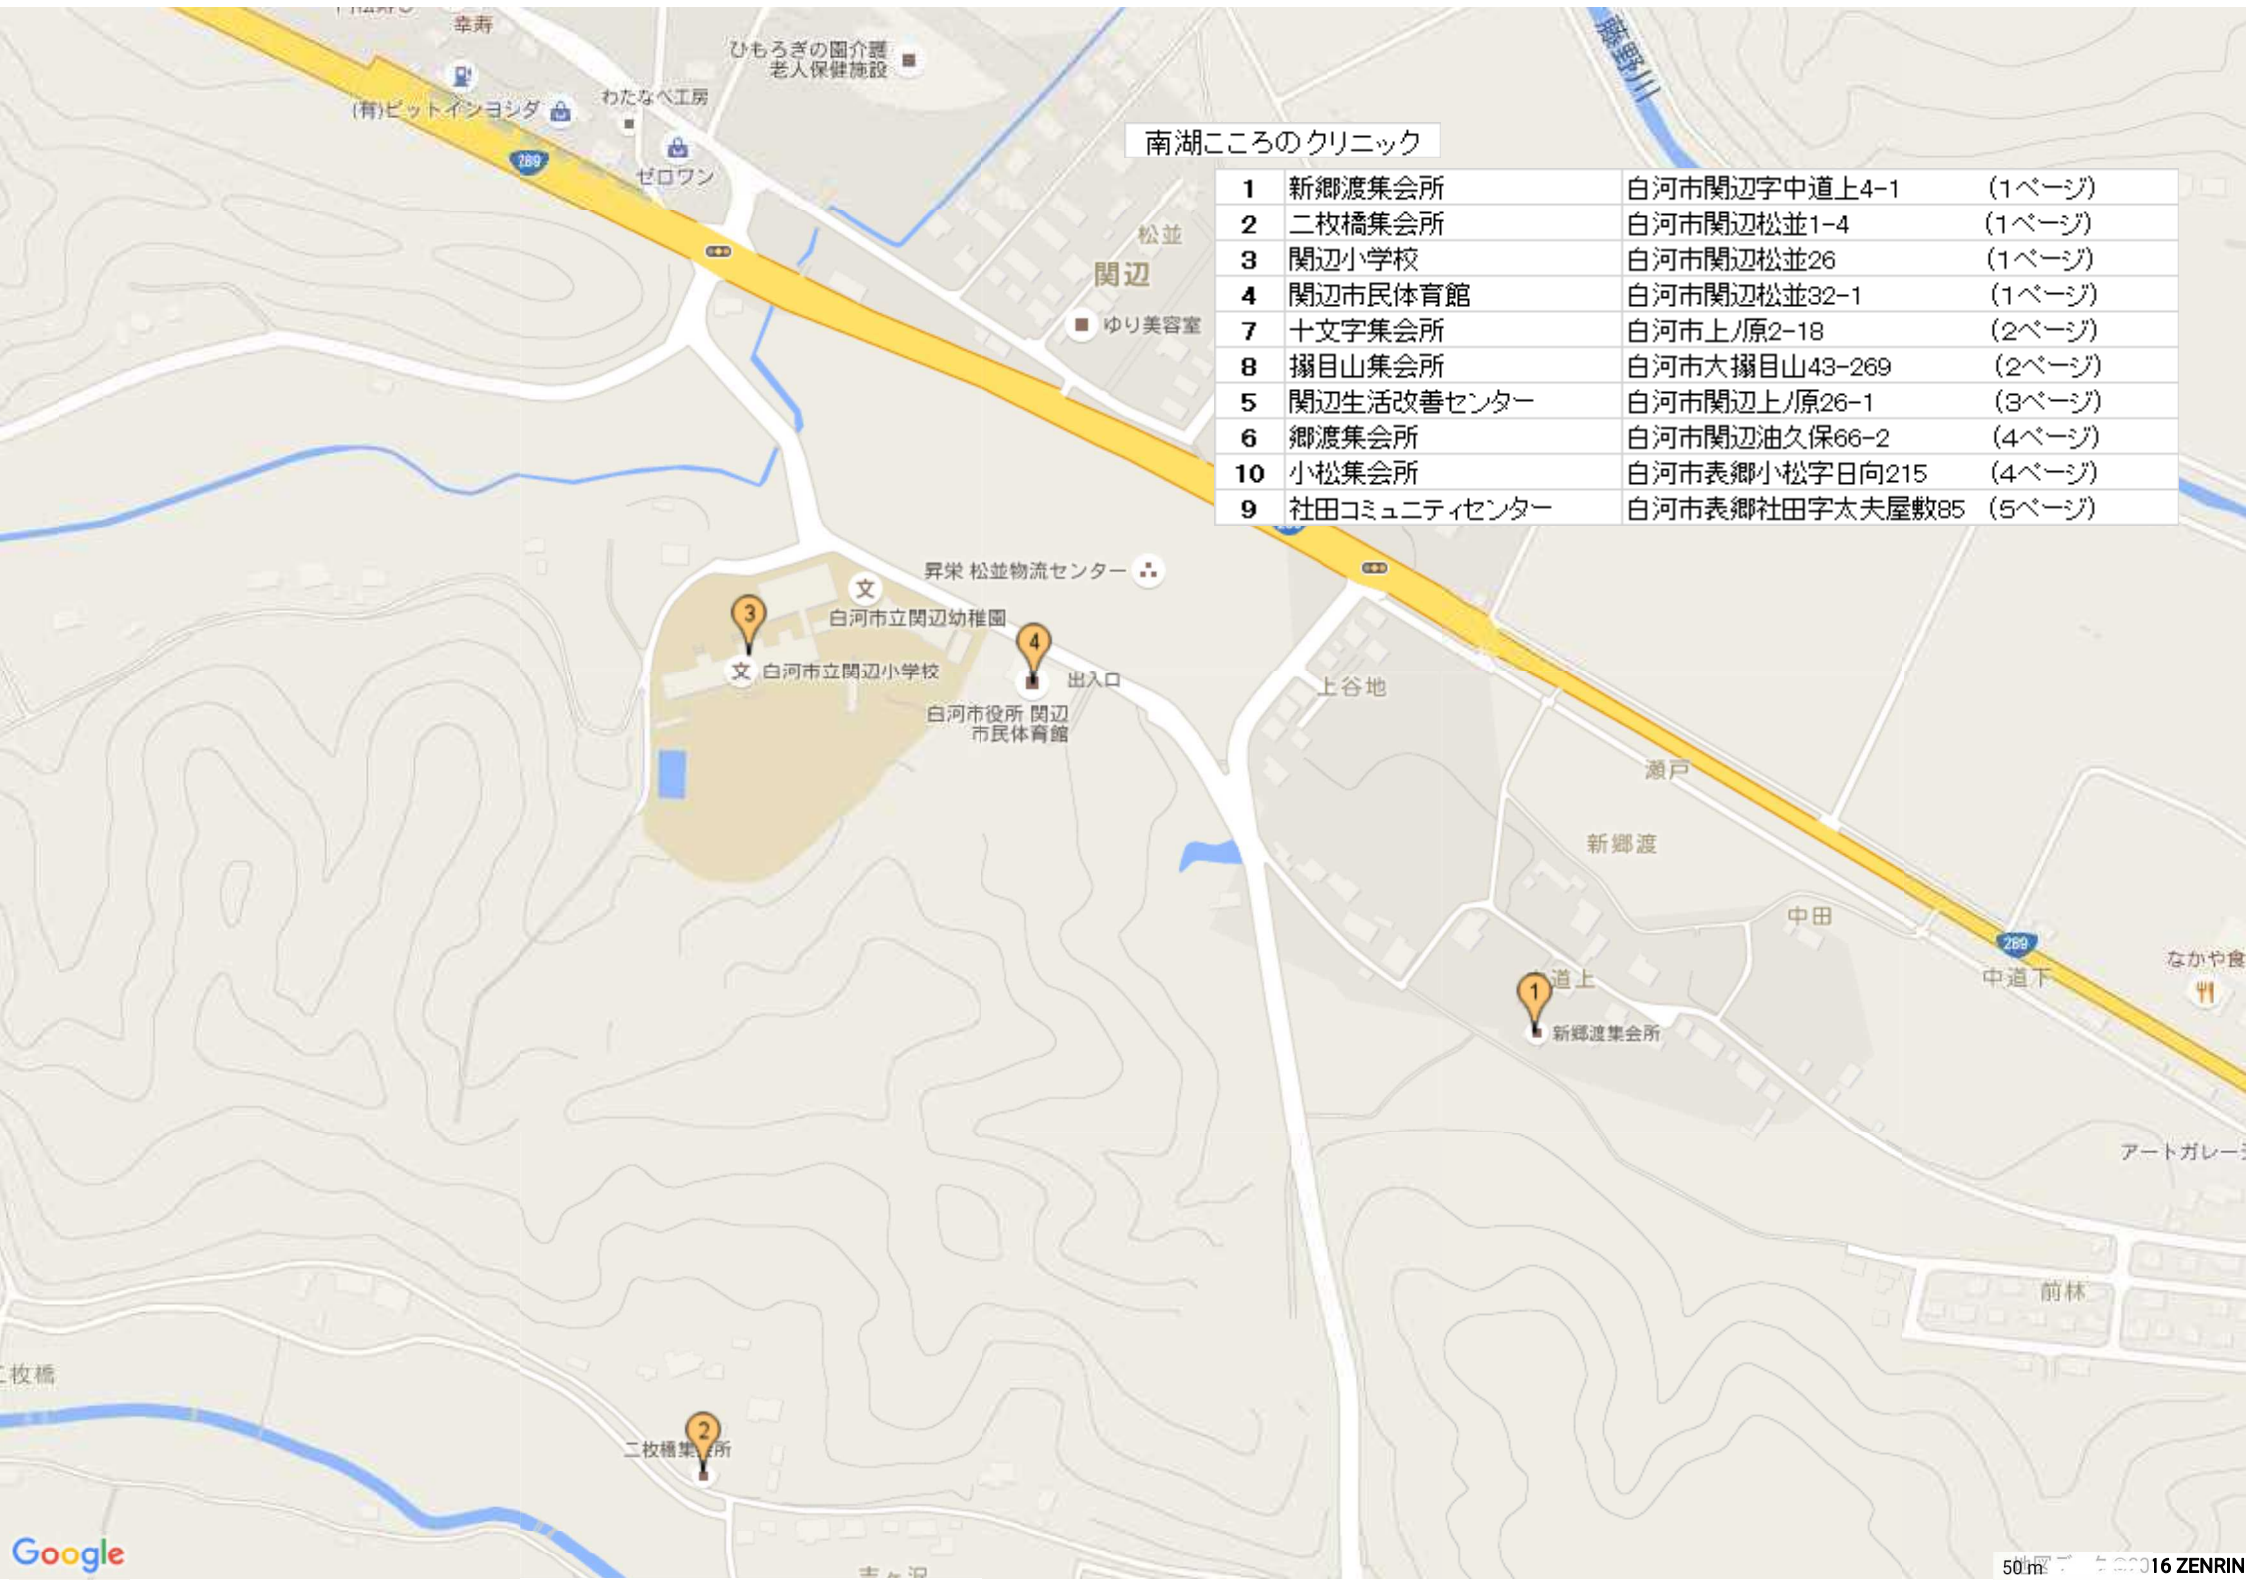 幸寿
ひもろぎの園介護
老人保健施設
(有)ピットインヨシダ
わたなべ工房
289
ゼロワン
藤野川
南湖こころのクリニック
1 新郷渡集会所 白河市関辺字中道上4-1 (1ページ)
2 二枚橋集会所 白河市関辺松並1-4 (1ページ)
3 関辺小学校 白河市関辺松並26 (1ページ)
4 関辺市民体育館 白河市関辺松並32-1 (1ページ)
7 十文字集会所 白河市上ノ原2-18 (2ページ)
8 搦目山集会所 白河市大搦目山43-269 (2ページ)
5 関辺生活改善センター 白河市関辺上ノ原26-1 (3ページ)
6 郷渡集会所 白河市関辺油久保66-2 (4ページ)
10 小松集会所 白河市表郷小松字日向215 (4ページ)
9 社田コミュニティセンター 白河市表郷社田字太夫屋敷85 (5ページ)
松並
関辺
ゆり美容室
昇栄 松並物流センター
文
白河市立関辺幼稚園
3
4
文 白河市立関辺小学校
出入口
白河市役所 関辺
市民体育館
上谷地
瀬戸
新郷渡
中田
289
なかや食
中道下
道上
1
新郷渡集会所
アートガレー
前林
枚橋
2
二枚橋集 所
Google
50 m
16 ZENRIN